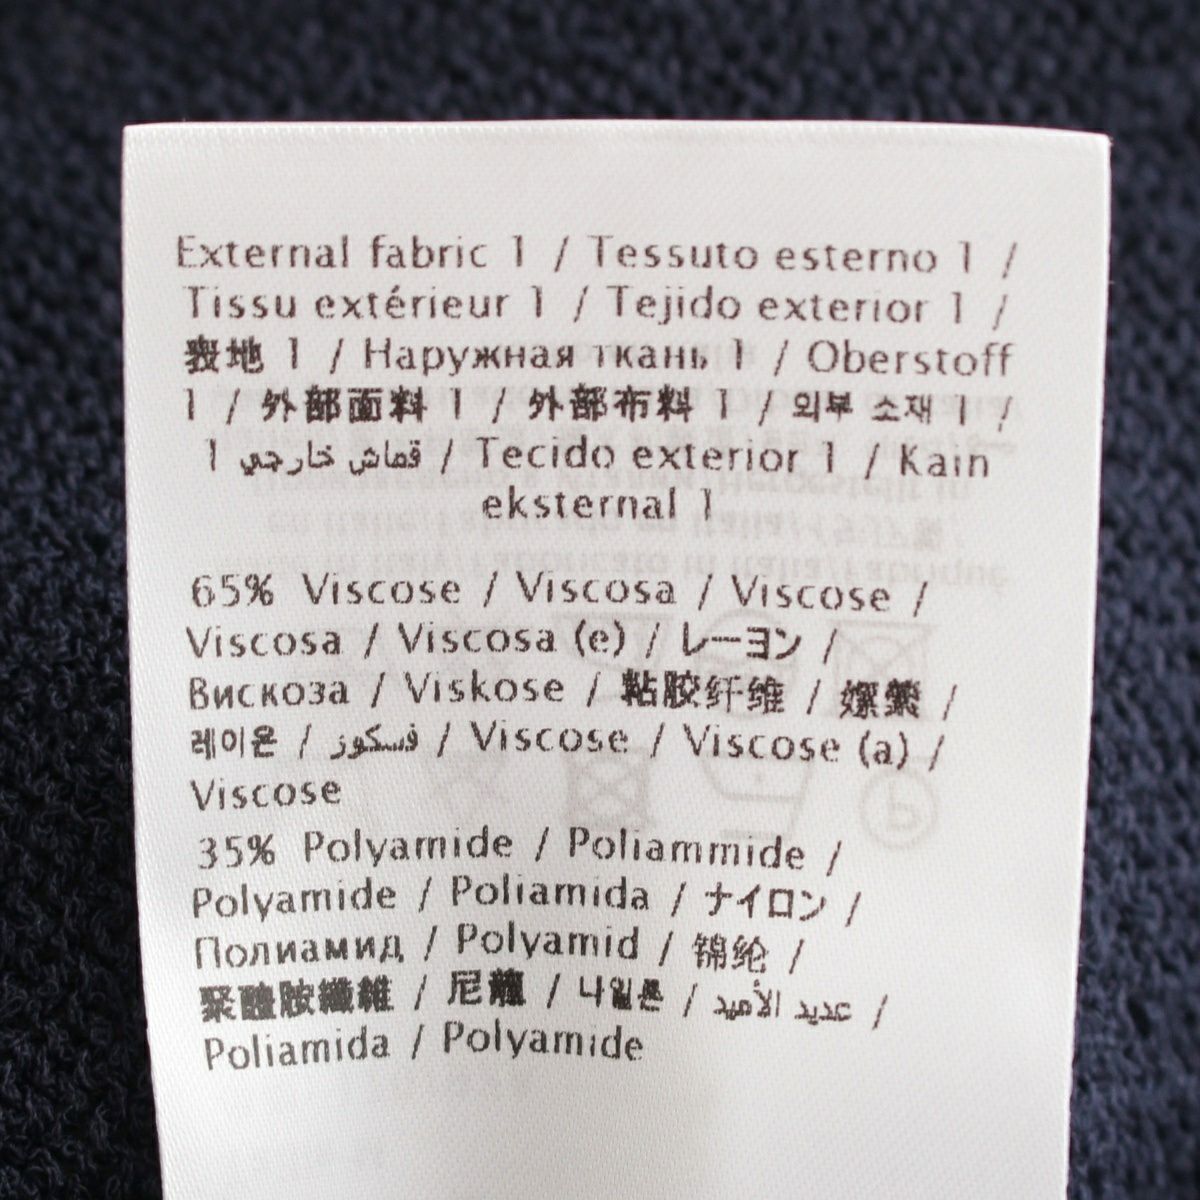 External fabric 1 / Tessuto esterno 1 /
Tissu extérieur 1 / Tejido exterior 1 /
表地 1 / Наружная ткань 1 / Oberstoff
1 / 外部面料 1 / 外部布料 1 / 외부 소재 1 /
قماش خارجي 1 / Tecido exterior 1 / Kain
eksternal 1
65% Viscose / Viscosa / Viscose /
Viscosa / Viscosa (e) / レーヨン /
Вискоза / Viskose / 粘胶纤维 / 嫘縈 /
레이온 / فسكوز / Viscose / Viscose (a) /
Viscose
35% Polyamide / Poliammide /
Polyamide / Poliamida / ナイロン /
Полиамид / Polyamid / 锦纶 /
聚醯胺纖維 / 尼龍 / 나일론 /
Poliamida / Polyamide